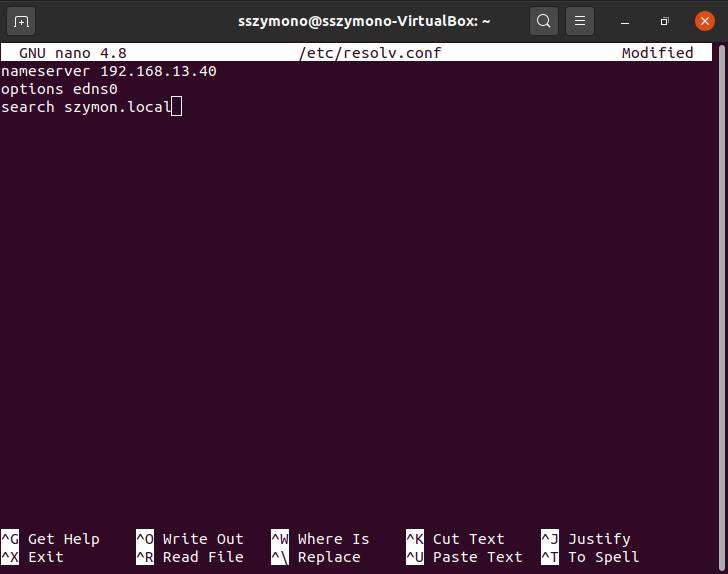 sszymono@sszymono-VirtualBox: ~
GNU nano 4.8 /etc/resolv.conf Modified
nameserver 192.168.13.40
options edns0
search szymon.local
^G Get Help ^O Write Out ^W Where Is ^K Cut Text ^J Justify
^X Exit ^R Read File ^\ Replace ^U Paste Text ^T To Spell